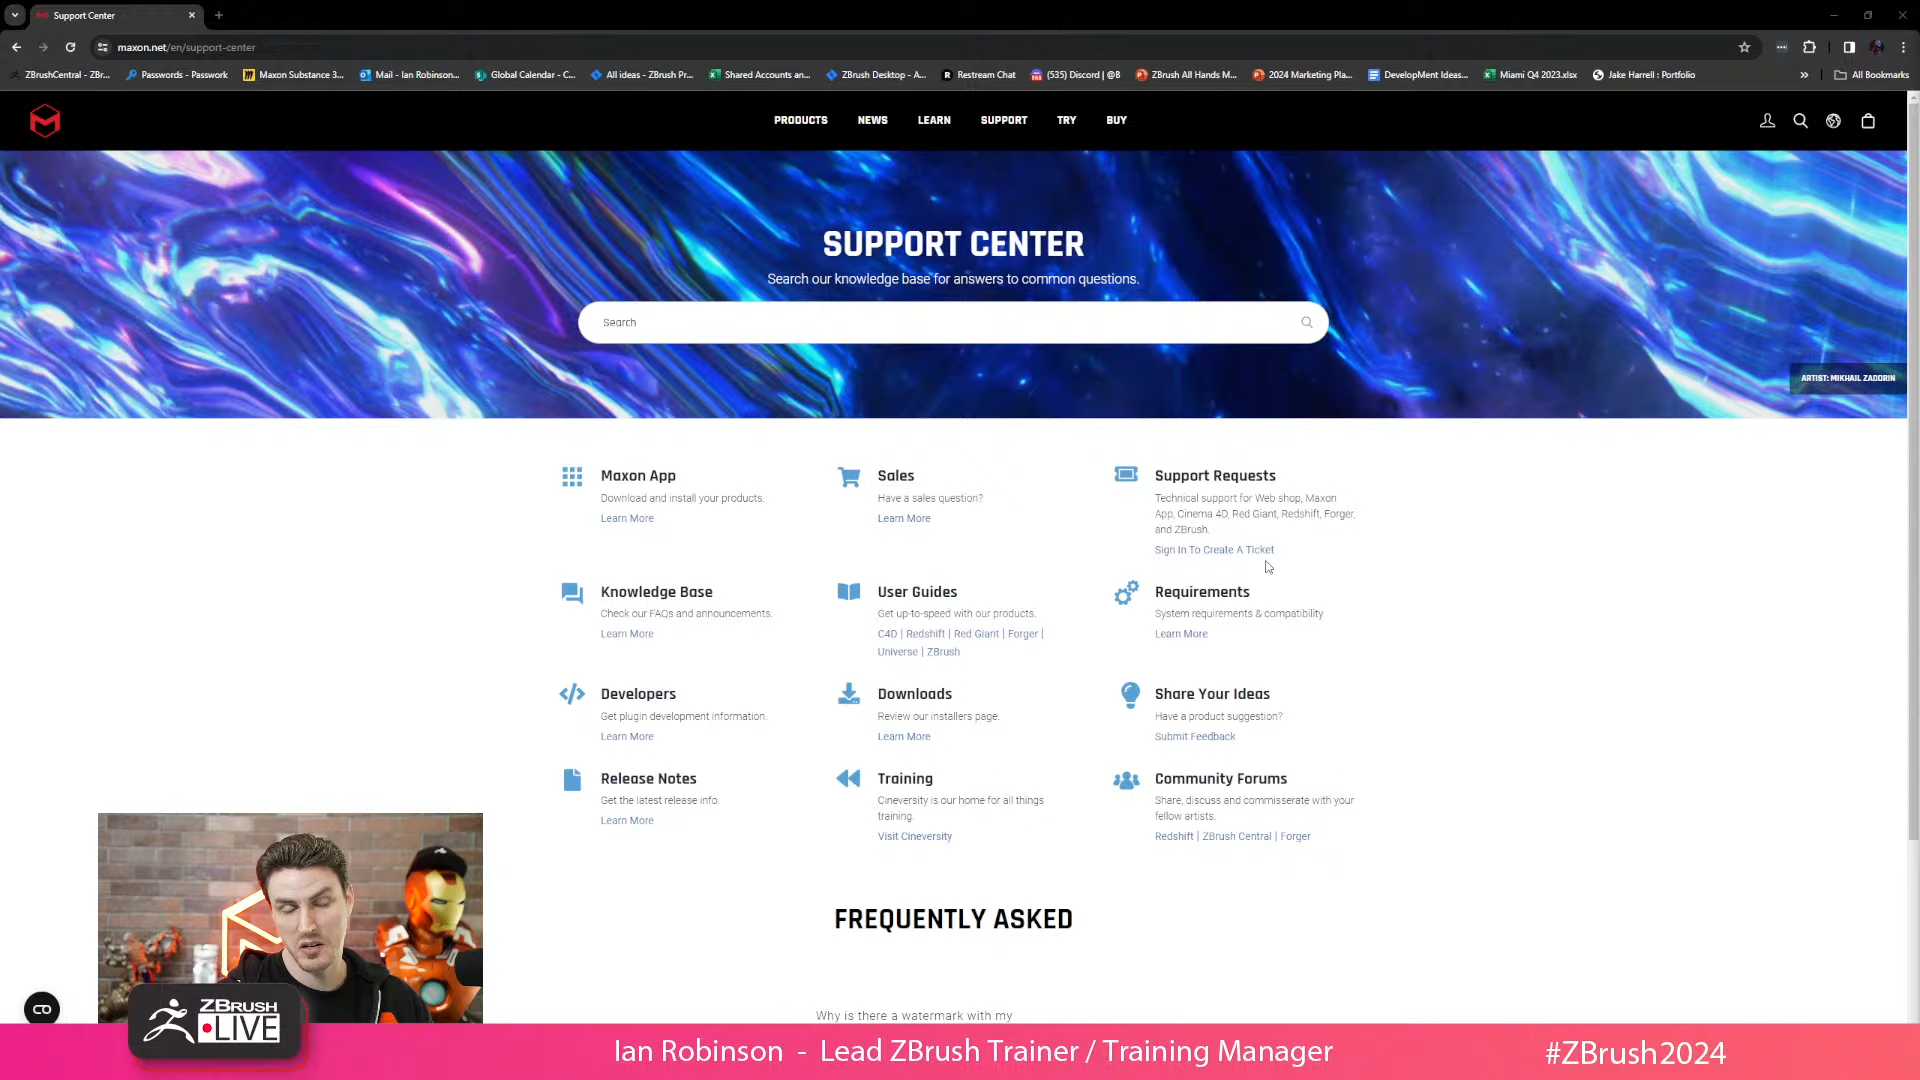 Support Center
maxon.net/en/support-center
ZBrushCentral - ZBr... Passwords - Passwork Maxon Substance 3... Mail - Ian Robinson... Global Calendar - C... All ideas - ZBrush Pr... Shared Accounts an... ZBrush Desktop - A... Restream Chat (535) Discord | @B ZBrush All Hands M... 2024 Marketing Pla... DevelopMent Ideas... Miami Q4 2023.xlsx Jake Harrell : Portfolio » All Bookmarks
PRODUCTS NEWS LEARN SUPPORT TRY BUY
SUPPORT CENTER
Search our knowledge base for answers to common questions.
Search
ARTIST: MIKHAIL ZADORIN
Maxon App
Download and install your products.
Learn More
Sales
Have a sales question?
Learn More
Support Requests
Technical support for Web shop, Maxon
App, Cinema 4D, Red Giant, Redshift, Forger,
and ZBrush.
Sign In To Create A Ticket
Knowledge Base
Check our FAQs and announcements.
Learn More
User Guides
Get up-to-speed with our products.
C4D | Redshift | Red Giant | Forger |
Universe | ZBrush
Requirements
System requirements & compatibility
Learn More
Developers
Get plugin development information.
Learn More
Downloads
Review our installers page.
Learn More
Share Your Ideas
Have a product suggestion?
Submit Feedback
Release Notes
Get the latest release info.
Learn More
Training
Cineversity is our home for all things
training.
Visit Cineversity
Community Forums
Share, discuss and commisserate with your
fellow artists.
Redshift | ZBrush Central | Forger
FREQUENTLY ASKED
Why is there a watermark with my
ZBRUSH
LIVE
Ian Robinson - Lead ZBrush Trainer / Training Manager
#ZBrush2024